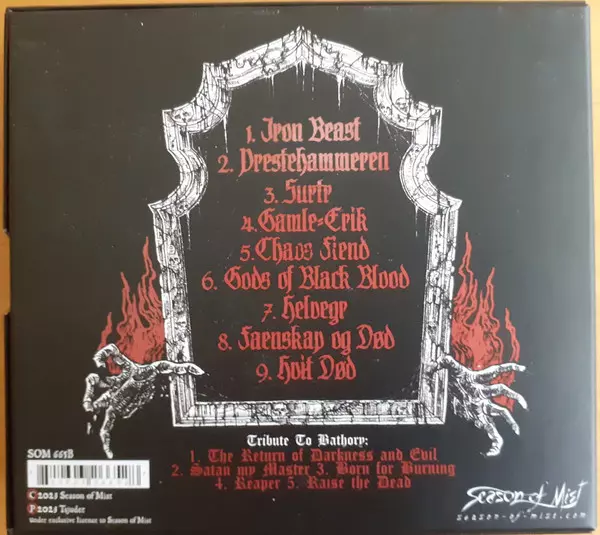 1. Iron Beast
2. Prestehammeren
3. Surtr
4. Gamle-Erik
5. Chaos Fiend
6. Gods of Black Blood
7. Helvegr
8. Faenskap og Død
9. Hvit Død
Tribute To Bathory:
1. The Return of Darkness and Evil
2. Satan my Master 3. Born for Burning
4. Reaper 5. Raise the Dead
SOM 665B
© 2023 Season of Mist
℗ 2023 Tsjuder
under exclusive license to Season of Mist
Season of Mist
season-of-mist.com